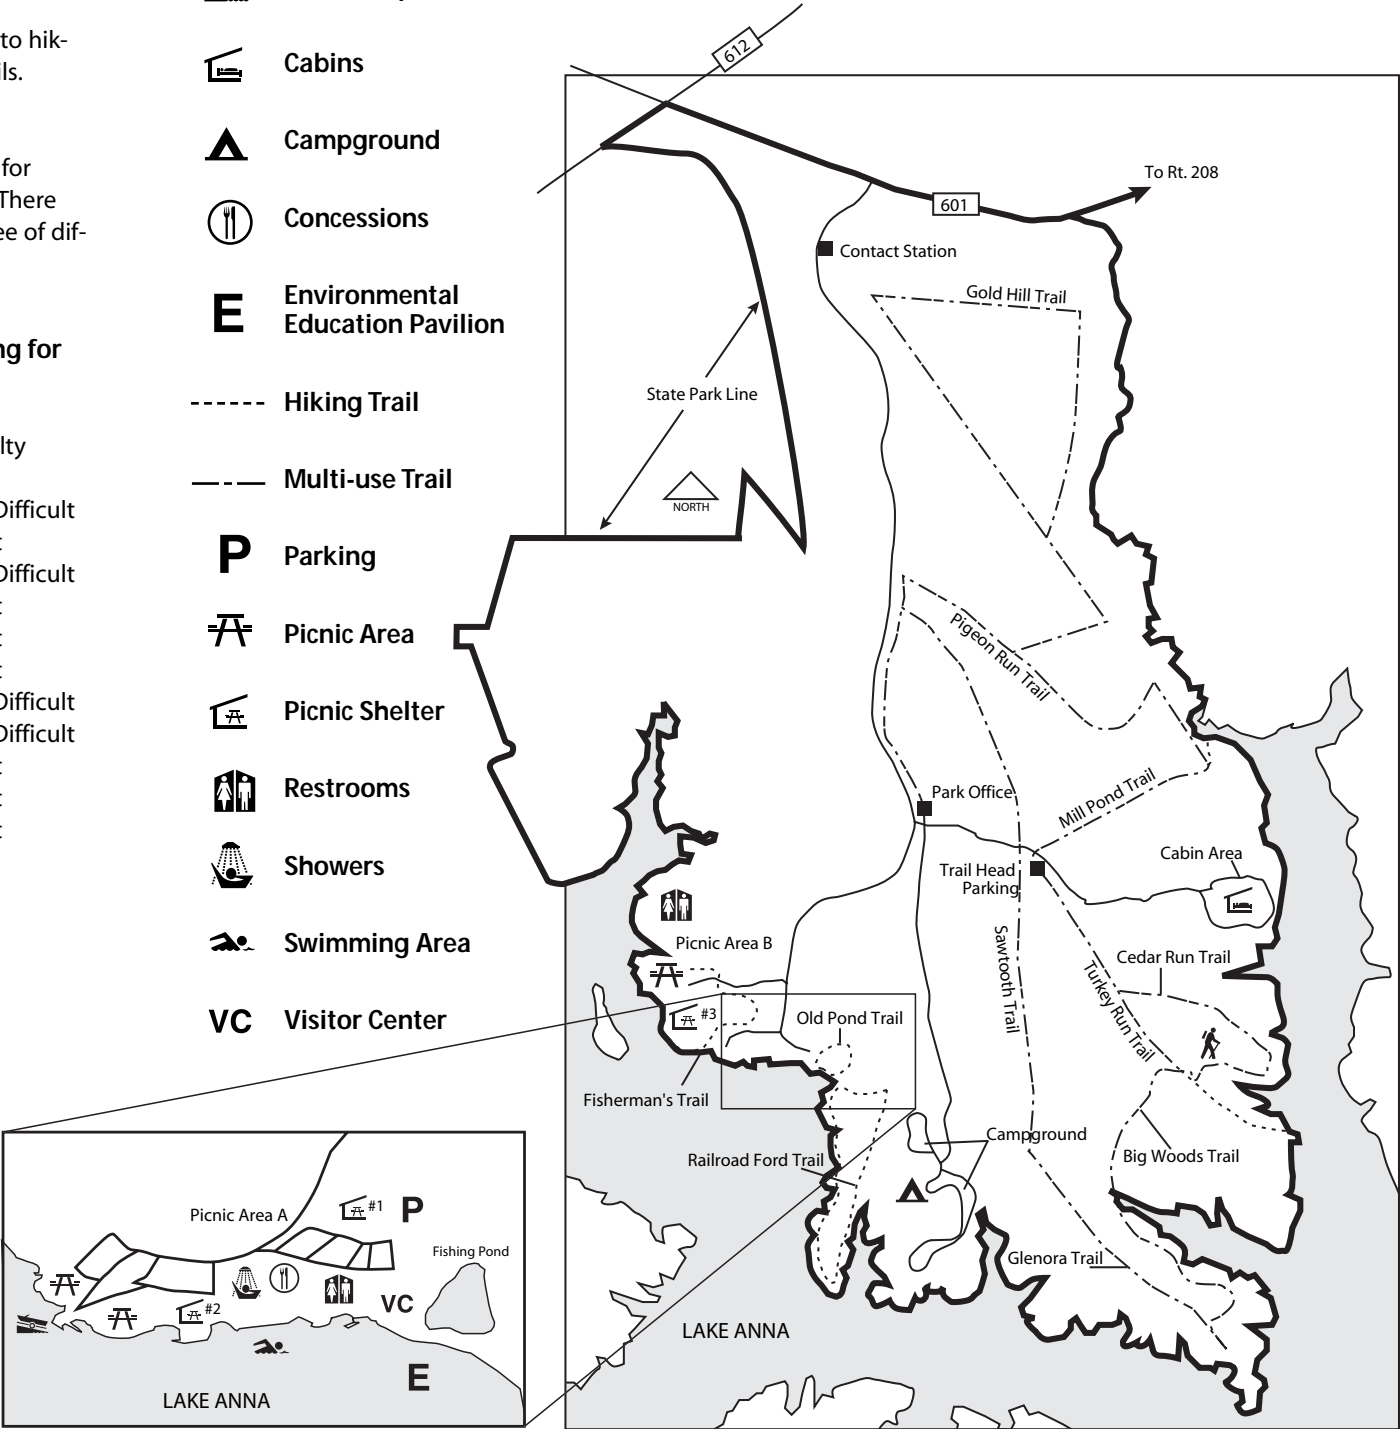 to hik-
ils.
for
There
ee of dif-
ng for
lty
Difficult
Difficult
Difficult
Difficult
Cabins
Campground
Concessions
E
Environmental
Education Pavilion
Hiking Trail
Multi-use Trail
P
Parking
Picnic Area
Picnic Shelter
Restrooms
Showers
Swimming Area
VC
Visitor Center
612
To Rt. 208
601
Contact Station
Gold Hill Trail
State Park Line
NORTH
Pigeon Run Trail
Park Office
Mill Pond Trail
Trail Head
Parking
Cabin Area
Picnic Area B
Sawtooth Trail
Turkey Run Trail
Cedar Run Trail
#3
Old Pond Trail
Fisherman's Trail
Campground
Railroad Ford Trail
Big Woods Trail
Glenora Trail
LAKE ANNA
Picnic Area A
#1
P
Fishing Pond
#2
VC
E
LAKE ANNA